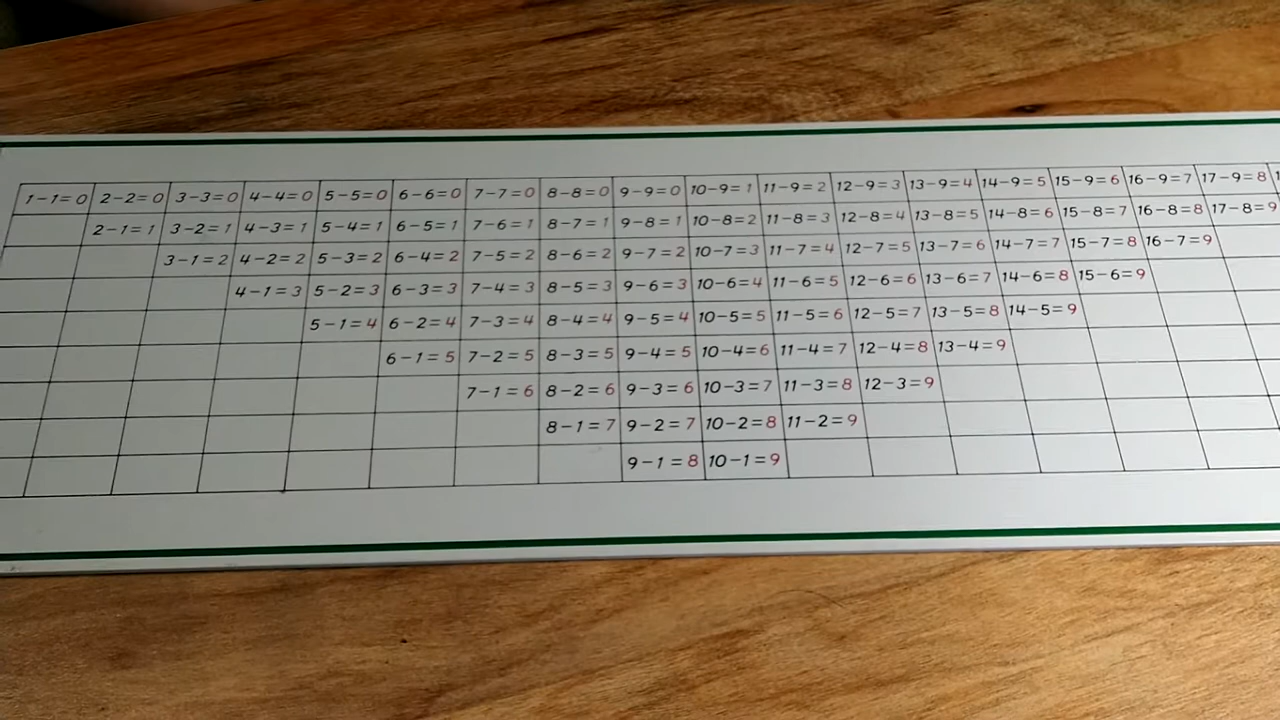 1-1=0 2-2=0 3-3=0 4-4=0 5-5=0 6-6=0 7-7=0 8-8=0 9-9=0 10-9=1 11-9=2 12-9=3 13-9=4 14-9=5 15-9=6 16-9=7 17-9=8
2-1=1 3-2=1 4-3=1 5-4=1 6-5=1 7-6=1 8-7=1 9-8=1 10-8=2 11-8=3 12-8=4 13-8=5 14-8=6 15-8=7 16-8=8 17-8=9
3-1=2 4-2=2 5-3=2 6-4=2 7-5=2 8-6=2 9-7=2 10-7=3 11-7=4 12-7=5 13-7=6 14-7=7 15-7=8 16-7=9
4-1=3 5-2=3 6-3=3 7-4=3 8-5=3 9-6=3 10-6=4 11-6=5 12-6=6 13-6=7 14-6=8 15-6=9
5-1=4 6-2=4 7-3=4 8-4=4 9-5=4 10-5=5 11-5=6 12-5=7 13-5=8 14-5=9
6-1=5 7-2=5 8-3=5 9-4=5 10-4=6 11-4=7 12-4=8 13-4=9
7-1=6 8-2=6 9-3=6 10-3=7 11-3=8 12-3=9
8-1=7 9-2=7 10-2=8 11-2=9
9-1=8 10-1=9